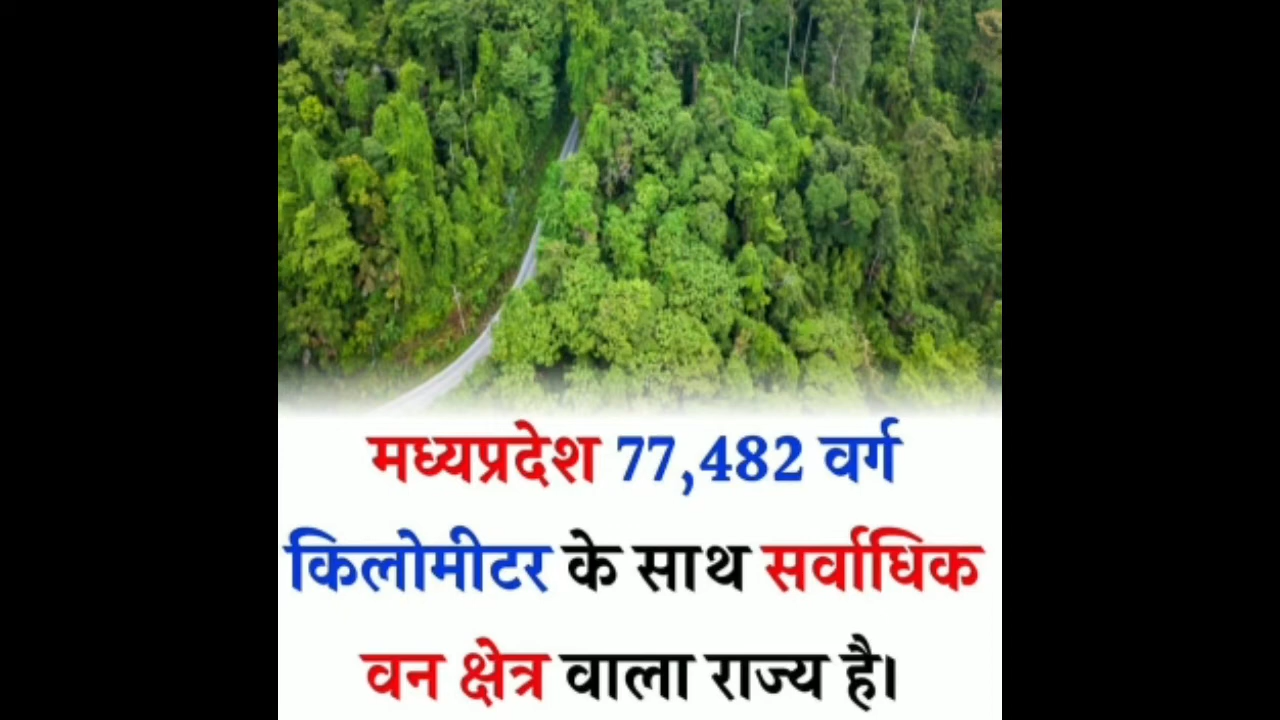 मध्यप्रदेश 77,482 वर्ग
किलोमीटर के साथ सर्वाधिक
वन क्षेत्र वाला राज्य है।